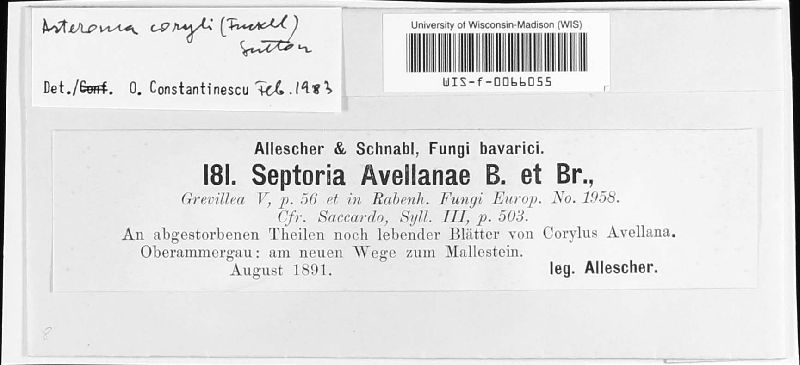 Asteroma coryli (Fuckel)
Sutton
Det./Conf. O. Constantinescu Feb. 1983
University of Wisconsin-Madison (WIS)
WIS-f-0066055
Allescher & Schnabl, Fungi bavarici.
181. Septoria Avellanae B. et Br.,
Grevillea V, p. 56 et in Rabenh. Fungi Europ. No. 1958.
Cfr. Saccardo, Syll. III, p. 503.
An abgestorbenen Theilen noch lebender Blätter von Corylus Avellana.
Oberammergau: am neuen Wege zum Mallestein.
August 1891. leg. Allescher.
8